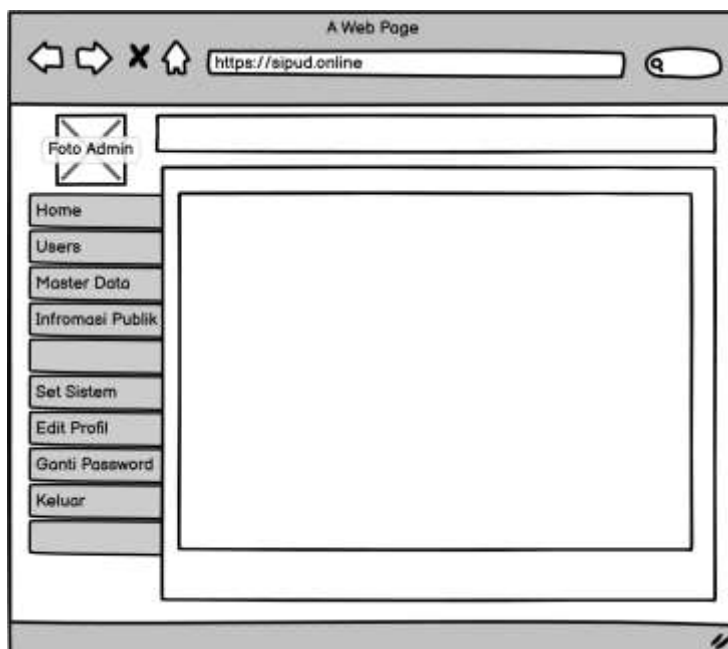 A Web Page
https://sipud.online
Foto Admin
Home
Users
Master Data
Infromasi Publik
Set Sistem
Edit Profil
Ganti Password
Keluar